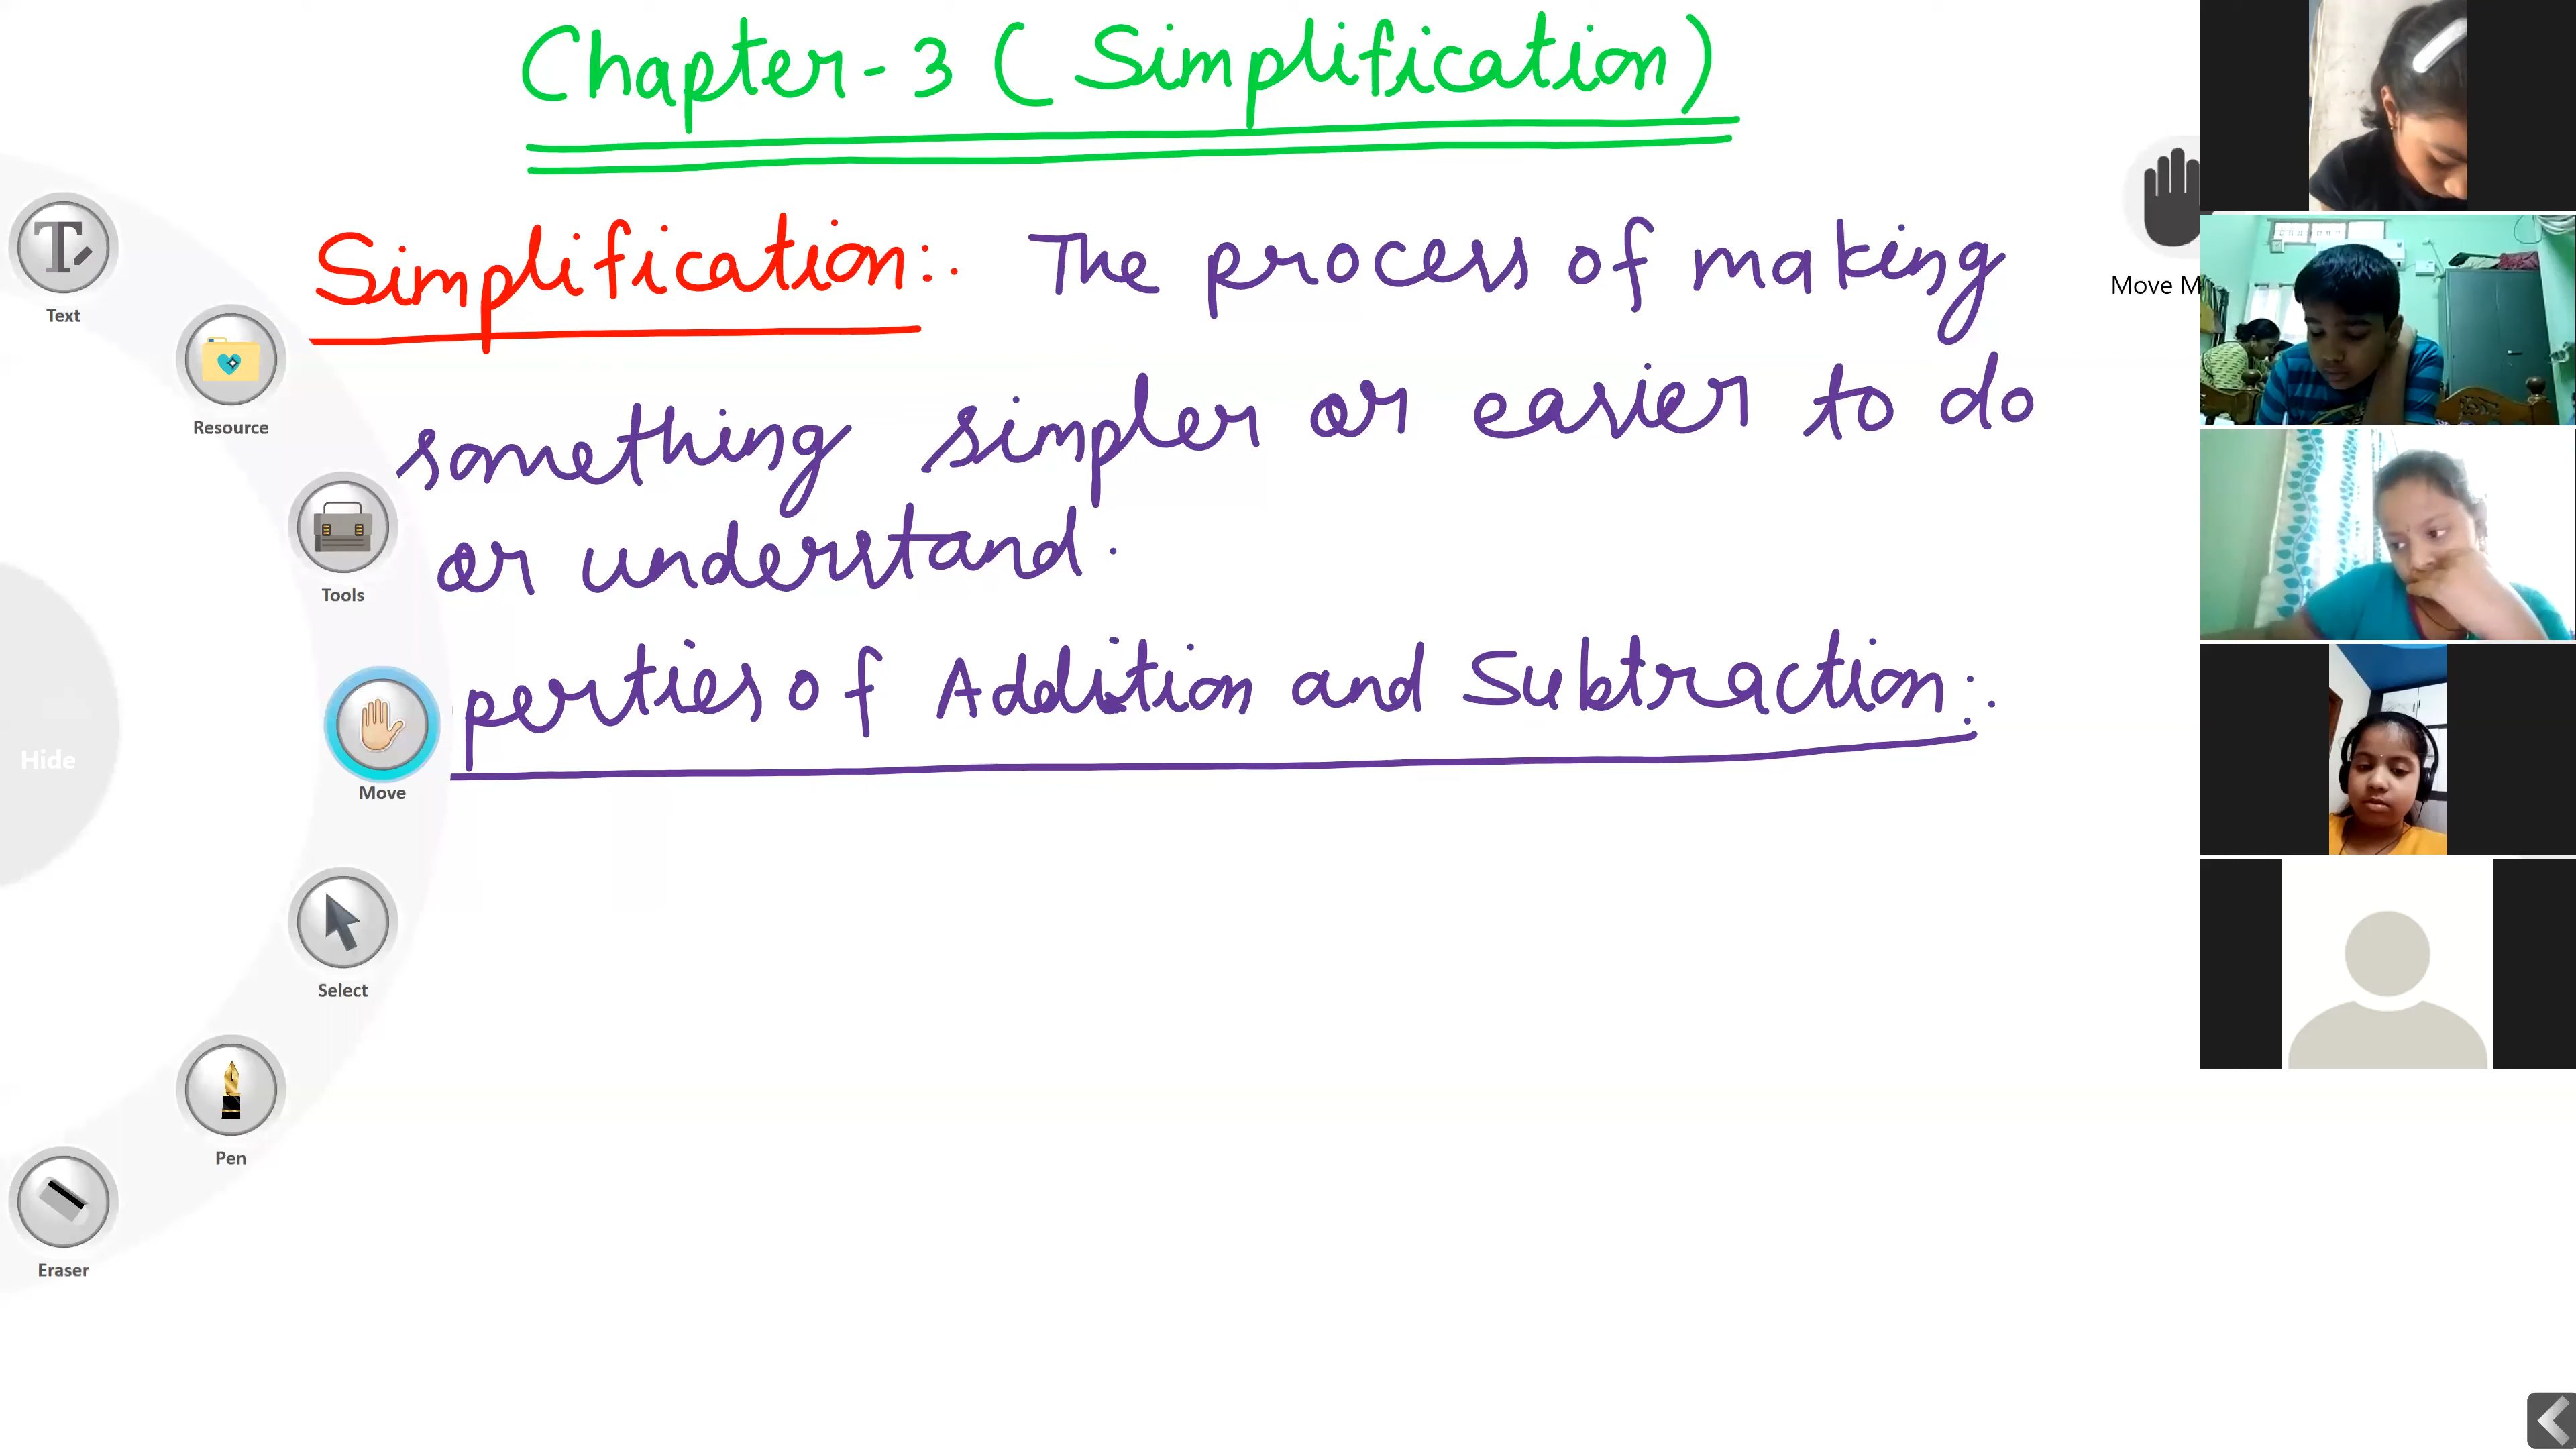 Chapter-3 (Simplification)
Simplification:. The process of making
something simpler or easier to do
or understand.
perties of Addition and Subtraction:.
Text
Resource
Tools
Move
Select
Pen
Eraser
Hide
Move M